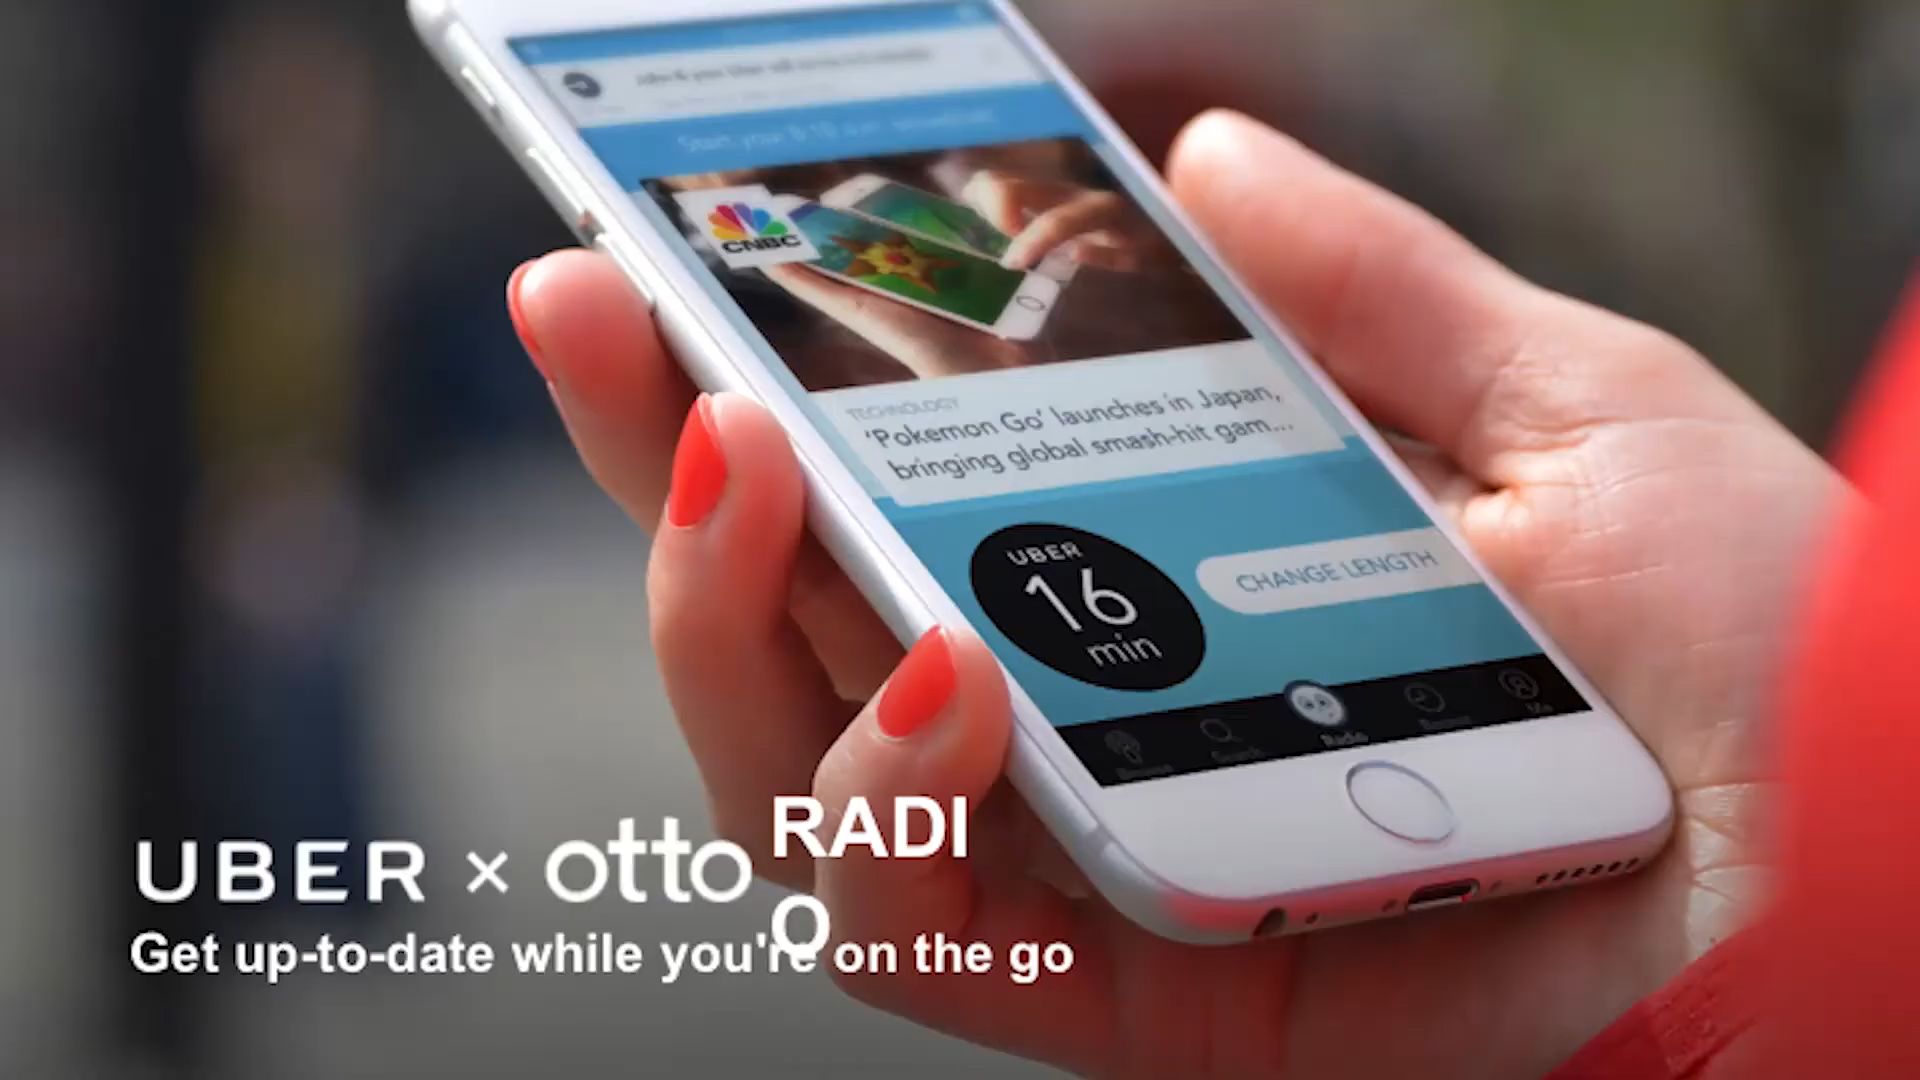 CNBC
TECHNOLOGY
'Pokemon Go' launches in Japan,
bringing global smash-hit gam...
UBER
16
min
CHANGE LENGTH
Radio
UBER × otto RADI
O
Get up-to-date while you're on the go